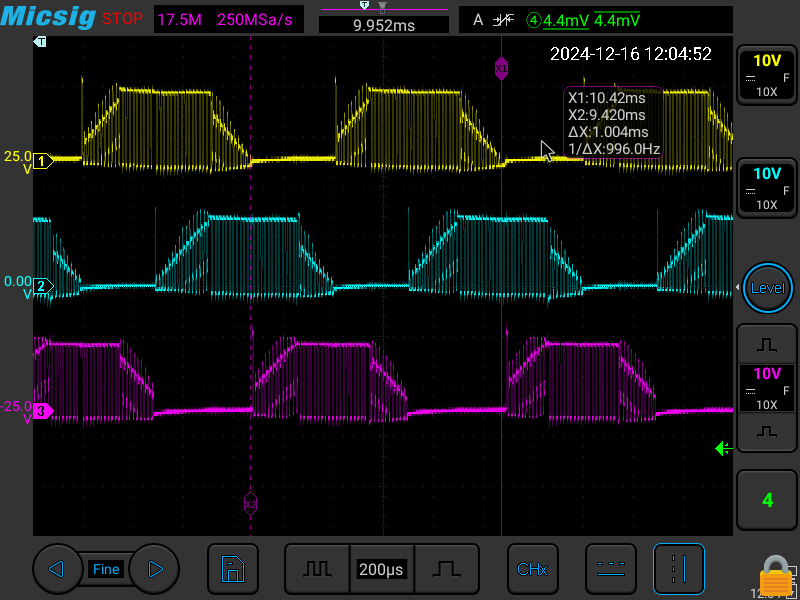 Micsig STOP 17.5M 250MSa/s T 9.952ms A 4 4.4mV 4.4mV
T
2024-12-16 12:04:52
X1
X1:10.42ms
X2:9.420ms
ΔX:1.004ms
1/ΔX:996.0Hz
10V
F
10X
25.0
V
1
10V
F
10X
0.00
V
2
Level
10V
F
10X
-25.0
V
3
X2
4
Fine
200µs
CHx